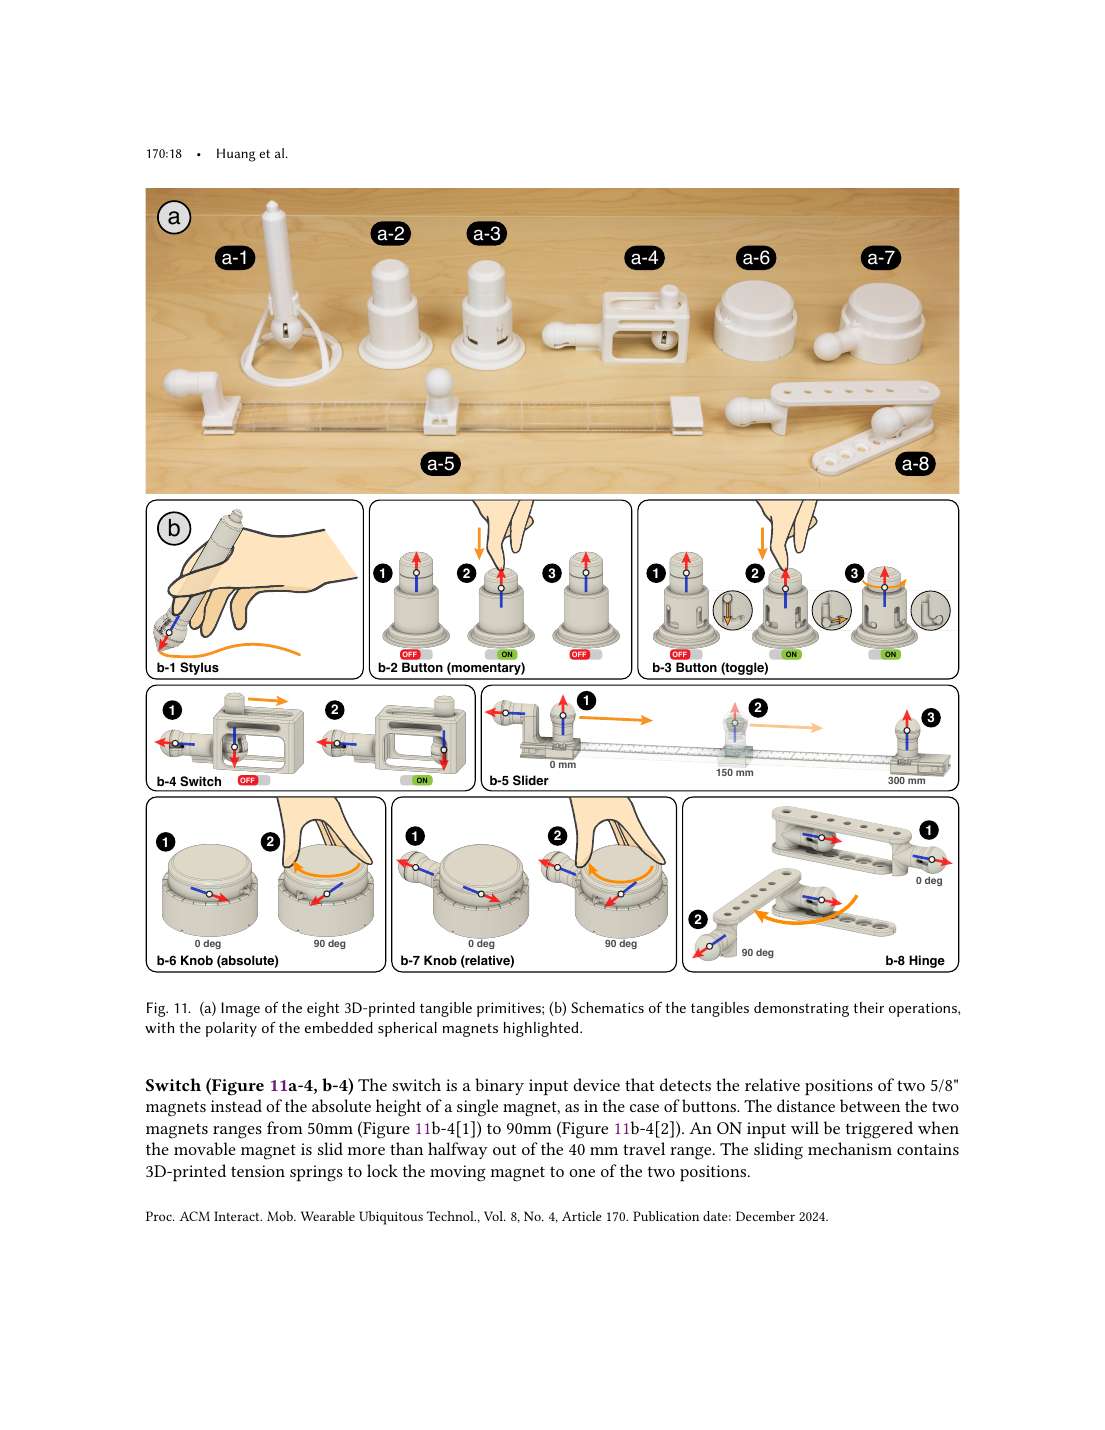 170:18 • Huang et al.
a
a-1
a-2
a-3
a-4
a-6
a-7
a-5
a-8
b
b-1 Stylus
1
2
3
OFF
ON
OFF
b-2 Button (momentary)
1
2
3
OFF
ON
ON
b-3 Button (toggle)
1
2
b-4 Switch OFF
ON
1
2
3
0 mm
150 mm
300 mm
b-5 Slider
1
2
0 deg
90 deg
b-6 Knob (absolute)
1
2
0 deg
90 deg
b-7 Knob (relative)
1
0 deg
2
90 deg
b-8 Hinge
Fig. 11. (a) Image of the eight 3D-printed tangible primitives; (b) Schematics of the tangibles demonstrating their operations,
with the polarity of the embedded spherical magnets highlighted.
Switch (Figure 11a-4, b-4) The switch is a binary input device that detects the relative positions of two 5/8"
magnets instead of the absolute height of a single magnet, as in the case of buttons. The distance between the two
magnets ranges from 50mm (Figure 11b-4[1]) to 90mm (Figure 11b-4[2]). An ON input will be triggered when
the movable magnet is slid more than halfway out of the 40 mm travel range. The sliding mechanism contains
3D-printed tension springs to lock the moving magnet to one of the two positions.
Proc. ACM Interact. Mob. Wearable Ubiquitous Technol., Vol. 8, No. 4, Article 170. Publication date: December 2024.